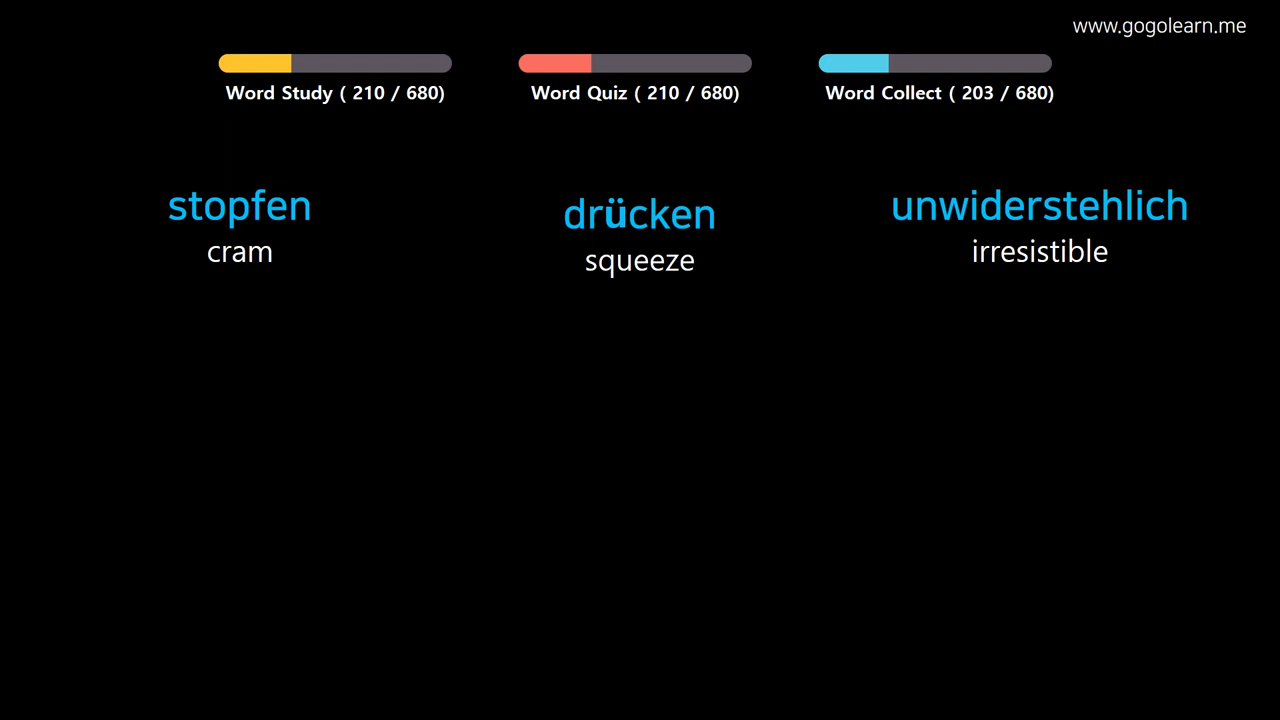 www.gogolearn.me
Word Study ( 210 / 680)
Word Quiz ( 210 / 680)
Word Collect ( 203 / 680)
stopfen
cram
drücken
squeeze
unwiderstehlich
irresistible